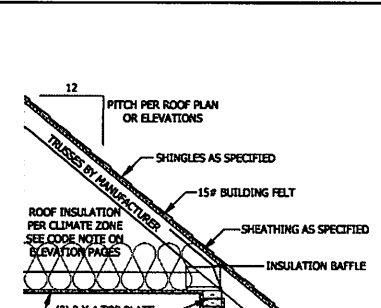 12
PITCH PER ROOF PLAN
OR ELEVATIONS
TRUSSES BY MANUFACTURER
SHINGLES AS SPECIFIED
15# BUILDING FELT
ROOF INSULATION
PER CLIMATE ZONE
SEE CODE NOTE ON
ELEVATION PAGES
SHEATHING AS SPECIFIED
INSULATION BAFFLE